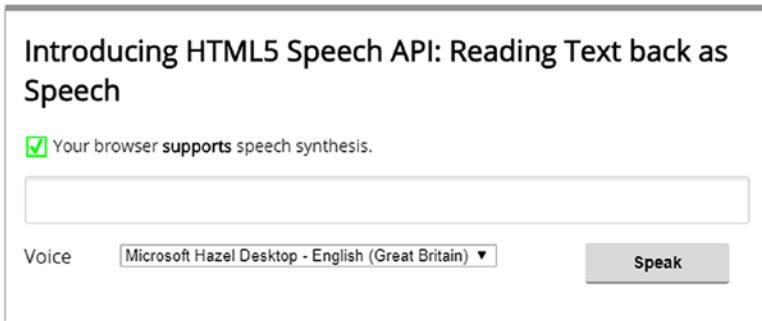 Introducing HTML5 Speech API: Reading Text back as
Speech
Your browser supports speech synthesis.
Voice
Microsoft Hazel Desktop - English (Great Britain)
Speak